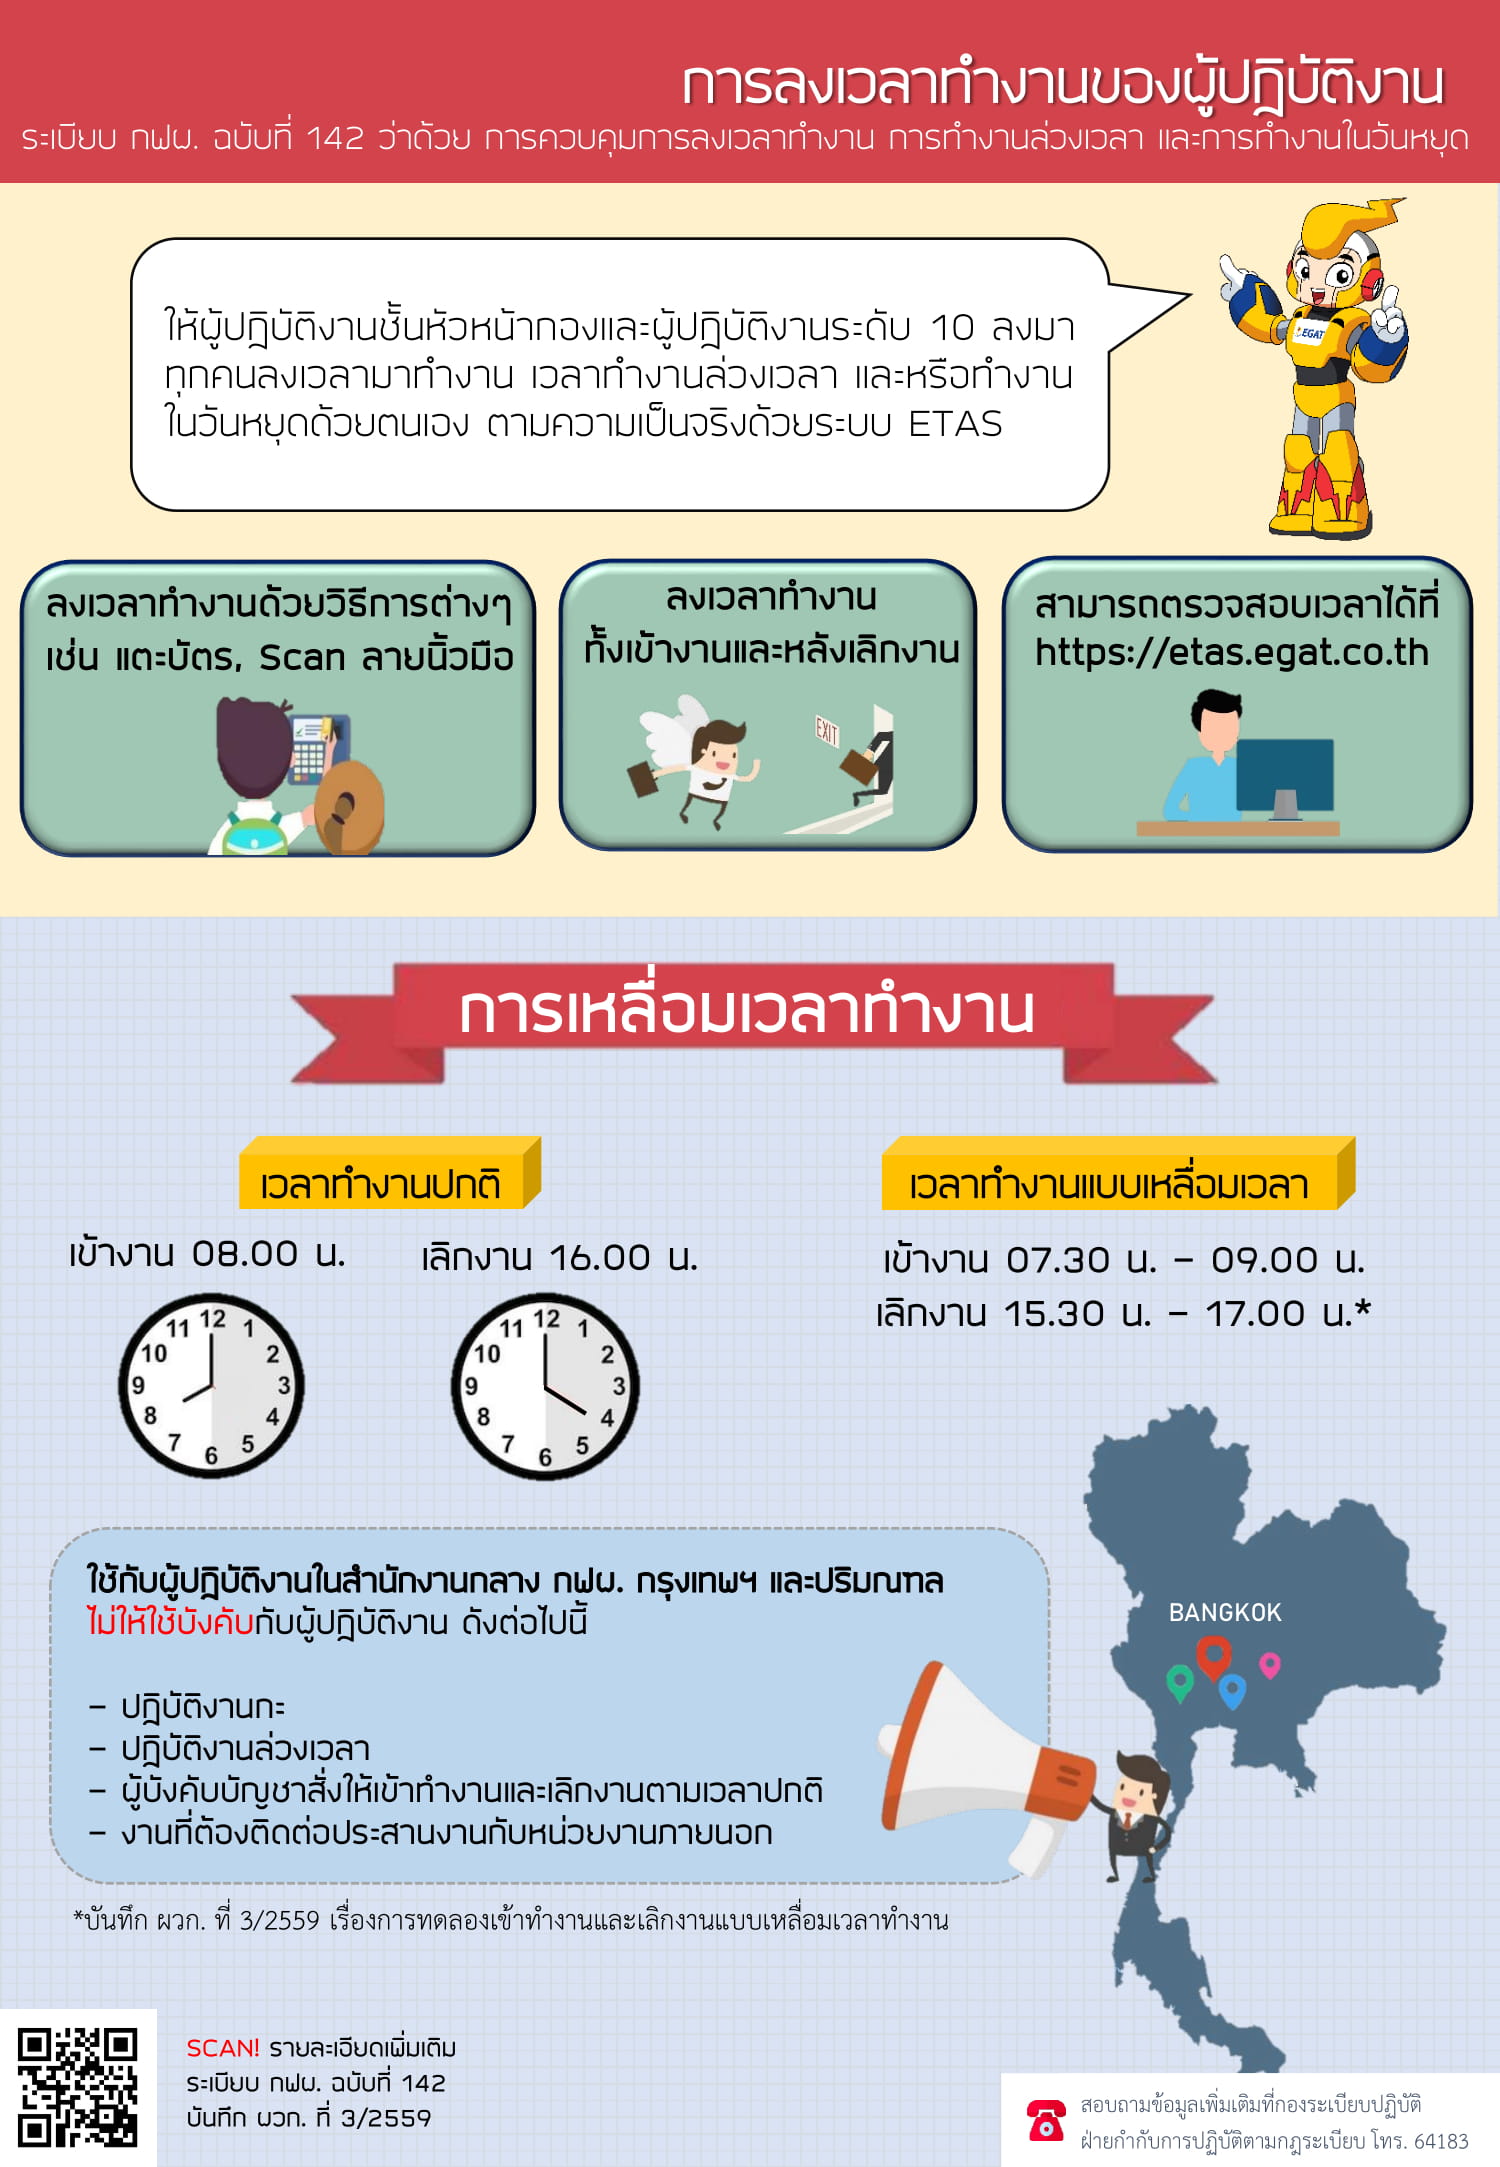 การลงเวลาทำงานของผู้ปฏิบัติงาน
ระเบียบ กฟผ. ฉบับที่ 142 ว่าด้วย การควบคุมการลงเวลาทำงาน การทำงานล่วงเวลา และการทำงานในวันหยุด
ให้ผู้ปฏิบัติงานชั้นหัวหน้ากองและผู้ปฏิบัติงานระดับ 10 ลงมา
ทุกคนลงเวลามาทำงาน เวลาทำงานล่วงเวลา และหรือทำงาน
ในวันหยุดด้วยตนเอง ตามความเป็นจริงด้วยระบบ ETAS
EGAT
ลงเวลาทำงานด้วยวิธีการต่างๆ
เช่น แตะบัตร, Scan ลายนิ้วมือ
ลงเวลาทำงาน
ทั้งเข้างานและหลังเลิกงาน
EXIT
สามารถตรวจสอบเวลาได้ที่
https://etas.egat.co.th
การเหลื่อมเวลาทำงาน
เวลาทำงานปกติ
เข้างาน 08.00 น.
เลิกงาน 16.00 น.
12 1 2 3 4 5 6 7 8 9 10 11
12 1 2 3 4 5 6 7 8 9 10 11
เวลาทำงานแบบเหลื่อมเวลา
เข้างาน 07.30 น. – 09.00 น.
เลิกงาน 15.30 น. – 17.00 น.*
ใช้กับผู้ปฏิบัติงานในสำนักงานกลาง กฟผ. กรุงเทพฯ และปริมณฑล
ไม่ให้ใช้บังคับกับผู้ปฏิบัติงาน ดังต่อไปนี้
– ปฏิบัติงานกะ
– ปฏิบัติงานล่วงเวลา
– ผู้บังคับบัญชาสั่งให้เข้าทำงานและเลิกงานตามเวลาปกติ
– งานที่ต้องติดต่อประสานงานกับหน่วยงานภายนอก
BANGKOK
*บันทึก ผวก. ที่ 3/2559 เรื่องการทดลองเข้าทำงานและเลิกงานแบบเหลื่อมเวลาทำงาน
SCAN! รายละเอียดเพิ่มเติม
ระเบียบ กฟผ. ฉบับที่ 142
บันทึก ผวก. ที่ 3/2559
สอบถามข้อมูลเพิ่มเติมที่กองระเบียบปฏิบัติ
ฝ่ายกำกับการปฏิบัติตามกฎระเบียบ โทร. 64183